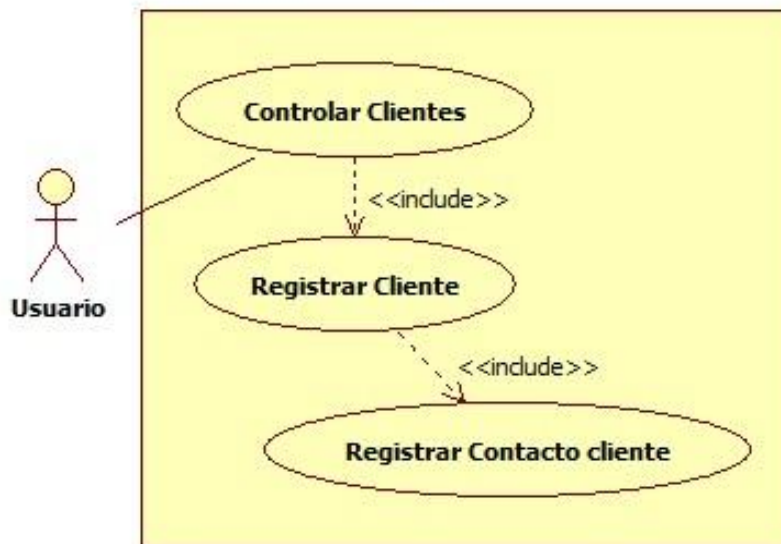 Controlar Clientes
<<include>>
Registrar Cliente
Usuario
<<include>>
Registrar Contacto cliente